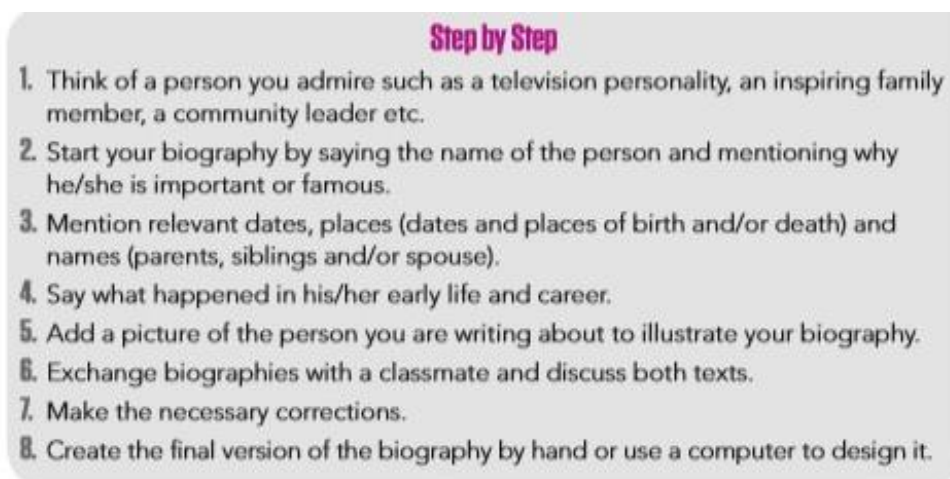 Step by Step
1. Think of a person you admire such as a television personality, an inspiring family
member, a community leader etc.
2. Start your biography by saying the name of the person and mentioning why
he/she is important or famous.
3. Mention relevant dates, places (dates and places of birth and/or death) and
names (parents, siblings and/or spouse).
4. Say what happened in his/her early life and career.
5. Add a picture of the person you are writing about to illustrate your biography.
6. Exchange biographies with a classmate and discuss both texts.
7. Make the necessary corrections.
8. Create the final version of the biography by hand or use a computer to design it.